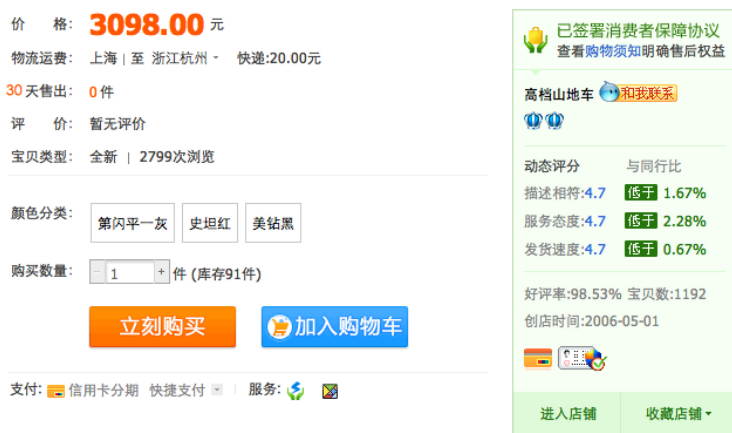 价　格: 3098.00 元
物流运费: 上海 | 至 浙江杭州 快递:20.00元
30 天售出: 0 件
评　价: 暂无评价
宝贝类型: 全新 | 2799次浏览
颜色分类: 第闪平一灰 史坦红 美钻黑
购买数量: - 1 + 件 (库存91件)
立刻购买 加入购物车
支付: 信用卡分期 快捷支付 服务:
已签署消费者保障协议
查看购物须知明确售后权益
高档山地车 和我联系
动态评分 与同行比
描述相符:4.7 低于 1.67%
服务态度:4.7 低于 2.28%
发货速度:4.7 低于 0.67%
好评率:98.53% 宝贝数:1192
创店时间:2006-05-01
进入店铺 收藏店铺